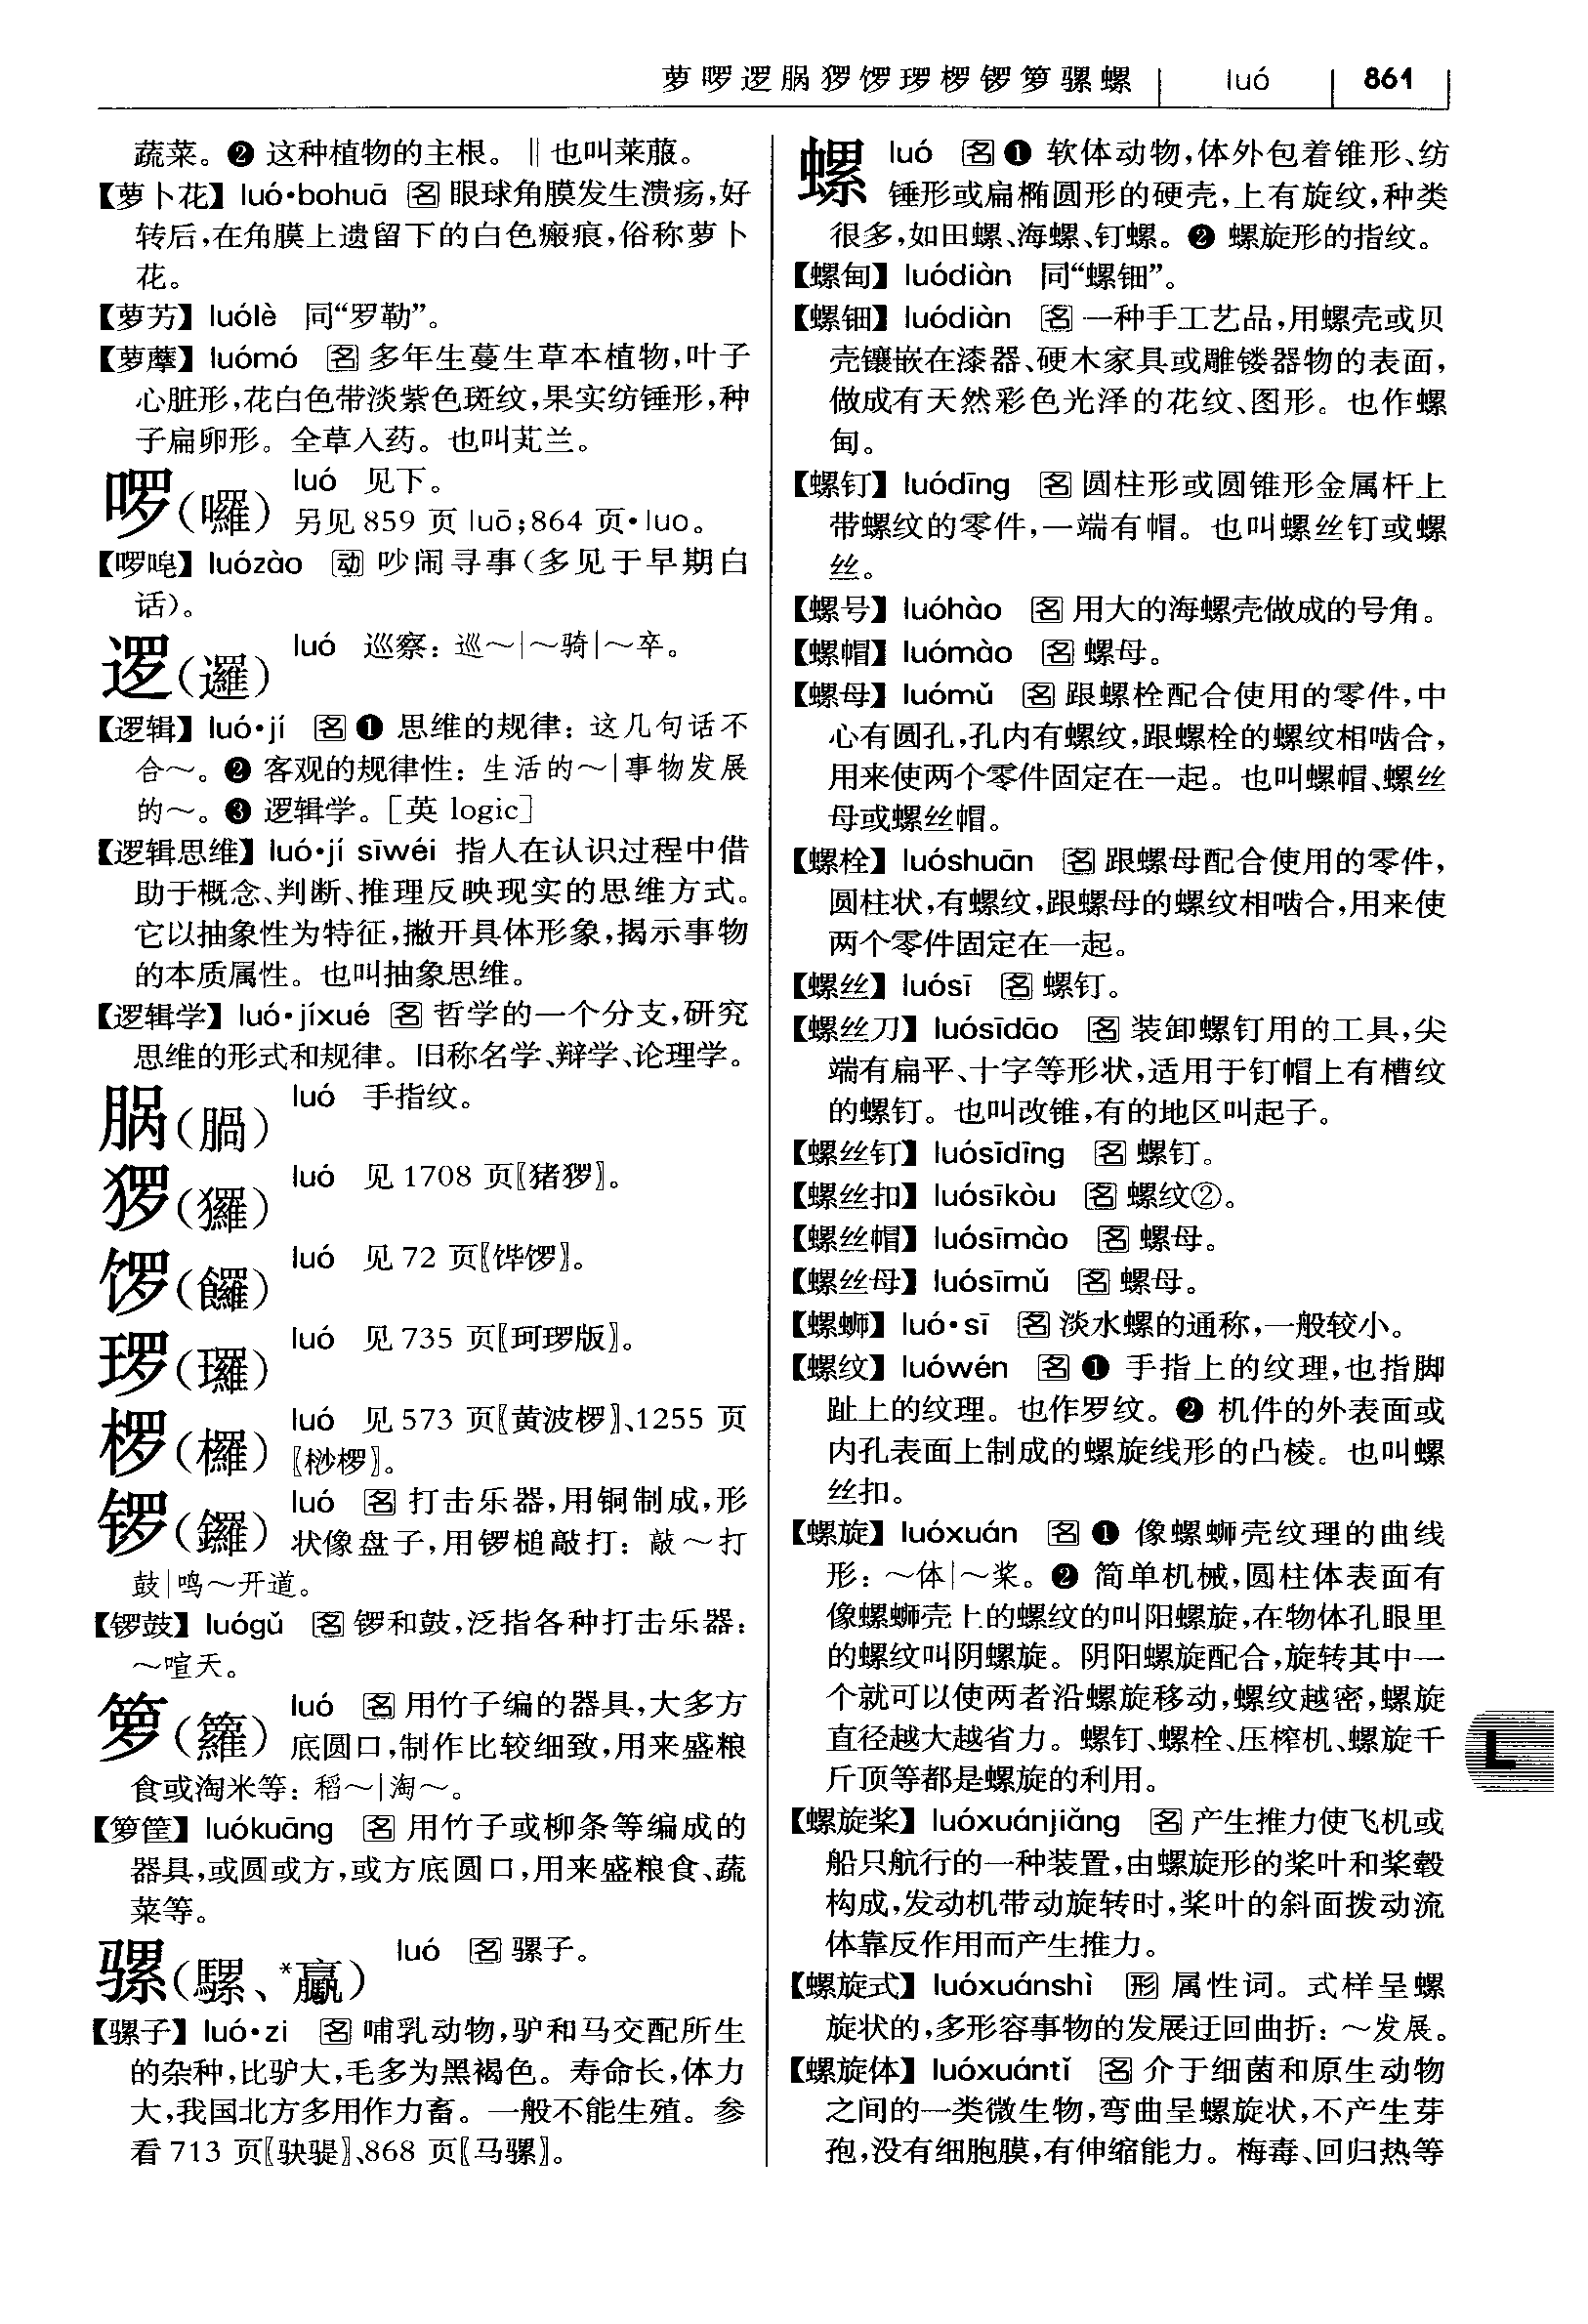 萝啰逻脶猡馎㻌椤锣箩骡螺 luó 861
蔬菜。❷ 这种植物的主根。‖也叫莱菔。
【萝卜花】luó·bohuā 名 眼球角膜发生溃疡,好
转后,在角膜上遗留下的白色瘢痕,俗称萝卜
花。
【萝艻】luólè 同“罗勒”。
【萝藦】luómó 名 多年生蔓生草本植物,叶子
心脏形,花白色带淡紫色斑纹,果实纺锤形,种
子扁卵形。全草入药。也叫芄兰。
啰(囉) luó 见下。
另见 859 页 luō;864 页·luo。
【啰唣】luózào 动 吵闹寻事(多见于早期白
话)。
逻(邏) luó 巡察:巡～|～骑|～卒。
【逻辑】luó·jí 名 ❶ 思维的规律:这几句话不
合～。❷ 客观的规律性:生活的～|事物发展
的～。❸ 逻辑学。[英 logic]
【逻辑思维】luó·jí sīwéi 指人在认识过程中借
助于概念、判断、推理反映现实的思维方式。
它以抽象性为特征,撇开具体形象,揭示事物
的本质属性。也叫抽象思维。
【逻辑学】luó·jíxué 名 哲学的一个分支,研究
思维的形式和规律。旧称名学、辩学、论理学。
脶(腡) luó 手指纹。
猡(玀) luó 见 1708 页〖猪猡〗。
(饠) luó 见 72 页
(瓓) luó 见 735 页
椤(欏) luó 见 573 页〖黄波椤〗、1255 页
〖桫椤〗。
锣(鑼) luó 名 打击乐器,用铜制成,形
状像盘子,用锣槌敲打:敲～打
鼓|鸣～开道。
【锣鼓】luógǔ 名 锣和鼓,泛指各种打击乐器:
～喧天。
箩(籮) luó 名 用竹子编的器具,大多方
底圆口,制作比较细致,用来盛粮
食或淘米等:稻～|淘～。
【箩筐】luókuāng 名 用竹子或柳条等编成的
器具,或圆或方,或方底圆口,用来盛粮食、蔬
菜等。
骡(騾、*驘) luó 名 骡子。
【骡子】luó·zi 名 哺乳动物,驴和马交配所生
的杂种,比驴大,毛多为黑褐色。寿命长,体力
大,我国北方多用作力畜。一般不能生殖。参
看 713 页〖駃騠〗、868 页〖马骡〗。
螺 luó 名 ❶ 软体动物,体外包着锥形、纺
锤形或扁椭圆形的硬壳,上有旋纹,种类
很多,如田螺、海螺、钉螺。❷ 螺旋形的指纹。
【螺甸】luódiàn 同“螺钿”。
【螺钿】luódiàn 名 一种手工艺品,用螺壳或贝
壳镶嵌在漆器、硬木家具或雕镂器物的表面,
做成有天然彩色光泽的花纹、图形。也作螺
甸。
【螺钉】luódīng 名 圆柱形或圆锥形金属杆上
带螺纹的零件,一端有帽。也叫螺丝钉或螺
丝。
【螺号】luóhào 名 用大的海螺壳做成的号角。
【螺帽】luómào 名 螺母。
【螺母】luómǔ 名 跟螺栓配合使用的零件,中
心有圆孔,孔内有螺纹,跟螺栓的螺纹相啮合,
用来使两个零件固定在一起。也叫螺帽、螺丝
母或螺丝帽。
【螺栓】luóshuān 名 跟螺母配合使用的零件,
圆柱状,有螺纹,跟螺母的螺纹相啮合,用来使
两个零件固定在一起。
【螺丝】luósī 名 螺钉。
【螺丝刀】luósīdāo 名 装卸螺钉用的工具,尖
端有扁平、十字等形状,适用于钉帽上有槽纹
的螺钉。也叫改锥,有的地区叫起子。
【螺丝钉】luósīdīng 名 螺钉。
【螺丝扣】luósīkòu 名 螺纹②。
【螺丝帽】luósīmào 名 螺母。
【螺丝母】luósīmǔ 名 螺母。
【螺蛳】luó·sī 名 淡水螺的通称,一般较小。
【螺纹】luówén 名 ❶ 手指上的纹理,也指脚
趾上的纹理。也作罗纹。❷ 机件的外表面或
内孔表面上制成的螺旋线形的凸棱。也叫螺
丝扣。
【螺旋】luóxuán 名 ❶ 像螺蛳壳纹理的曲线
形:～体|～桨。❷ 简单机械,圆柱体表面有
像螺蛳壳上的螺纹的叫阳螺旋,在物体孔眼里
的螺纹叫阴螺旋。阴阳螺旋配合,旋转其中一
个就可以使两者沿螺旋移动,螺纹越密,螺旋
直径越大越省力。螺钉、螺栓、压榨机、螺旋千
斤顶等都是螺旋的利用。
【螺旋桨】luóxuánjiǎng 名 产生推力使飞机或
船只航行的一种装置,由螺旋形的桨叶和桨毂
构成,发动机带动旋转时,桨叶的斜面拨动流
体靠反作用而产生推力。
【螺旋式】luóxuánshì 形 属性词。式样呈螺
旋状的,多形容事物的发展迂回曲折:～发展。
【螺旋体】luóxuántǐ 名 介于细菌和原生动物
之间的一类微生物,弯曲呈螺旋状,不产生芽
孢,没有细胞膜,有伸缩能力。梅毒、回归热等
L